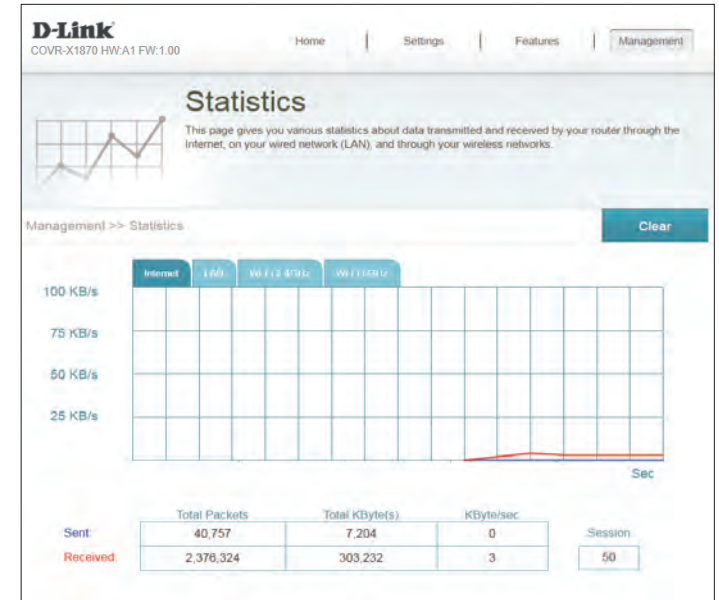 D-Link
COVR-X1870 HW:A1 FW:1.00
Home | Settings | Features | Management
Statistics
This page gives you various statistics about data transmitted and received by your router through the
Internet, on your wired network (LAN), and through your wireless networks.
Management >> Statistics
Clear
Internet LAN
100 KB/s
75 KB/s
50 KB/s
25 KB/s
Sec
Total Packets Total KByte(s) KByte/sec
Sent: 40,757 7,204 0 Session
Received: 2,376,324 303,232 3 50